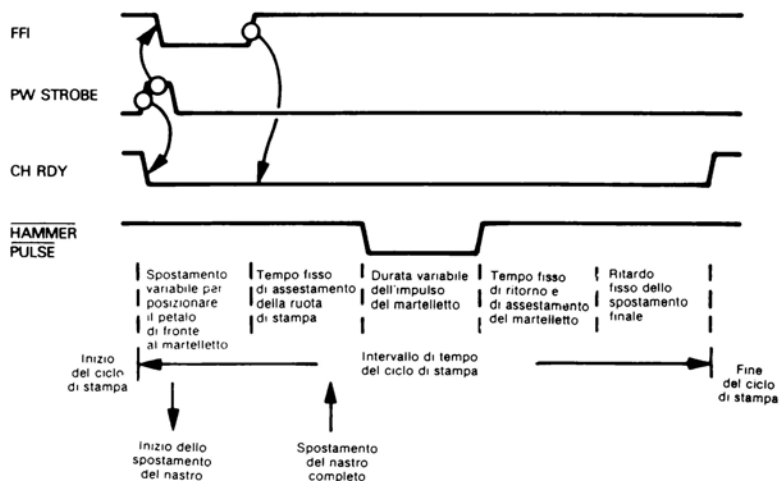 FFI
PW STROBE
CH RDY
HAMMER
PULSE
Spostamento
variabile per
posizionare
il petalo
di fronte
al martelletto
Tempo fisso
di assestamento
della ruota
di stampa
Durata variabile
dell'impulso
del martelletto
Tempo fisso
di ritorno e
di assestamento
del martelletto
Ritardo
fisso dello
spostamento
finale
Inizio
del ciclo
di stampa
Intervallo di tempo
del ciclo di stampa
Fine
del ciclo
di stampa
Inizio dello
spostamento
del nastro
Spostamento
del nastro
completo